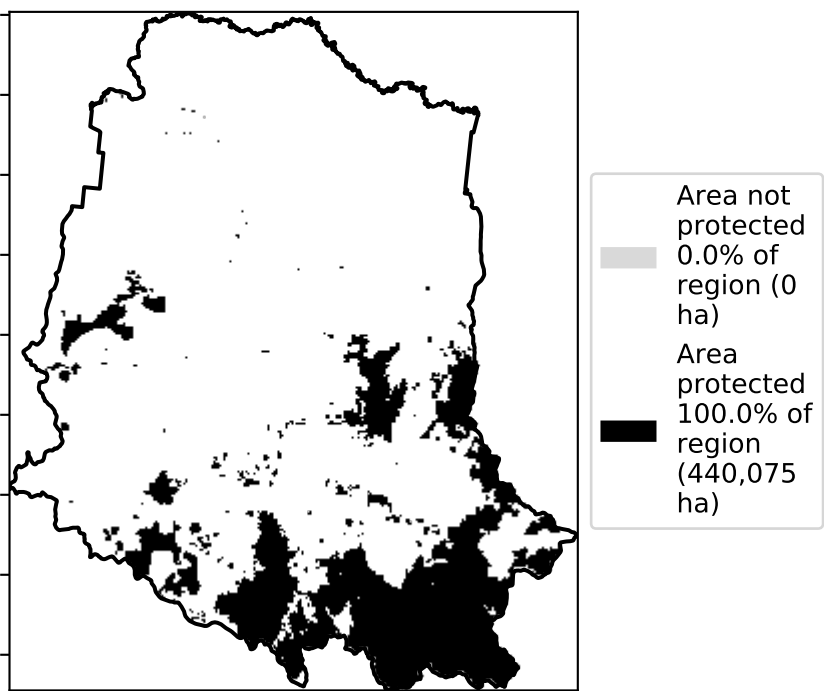 Area not
protected
0.0% of
region (0
ha)
Area
protected
100.0% of
region
(440,075
ha)